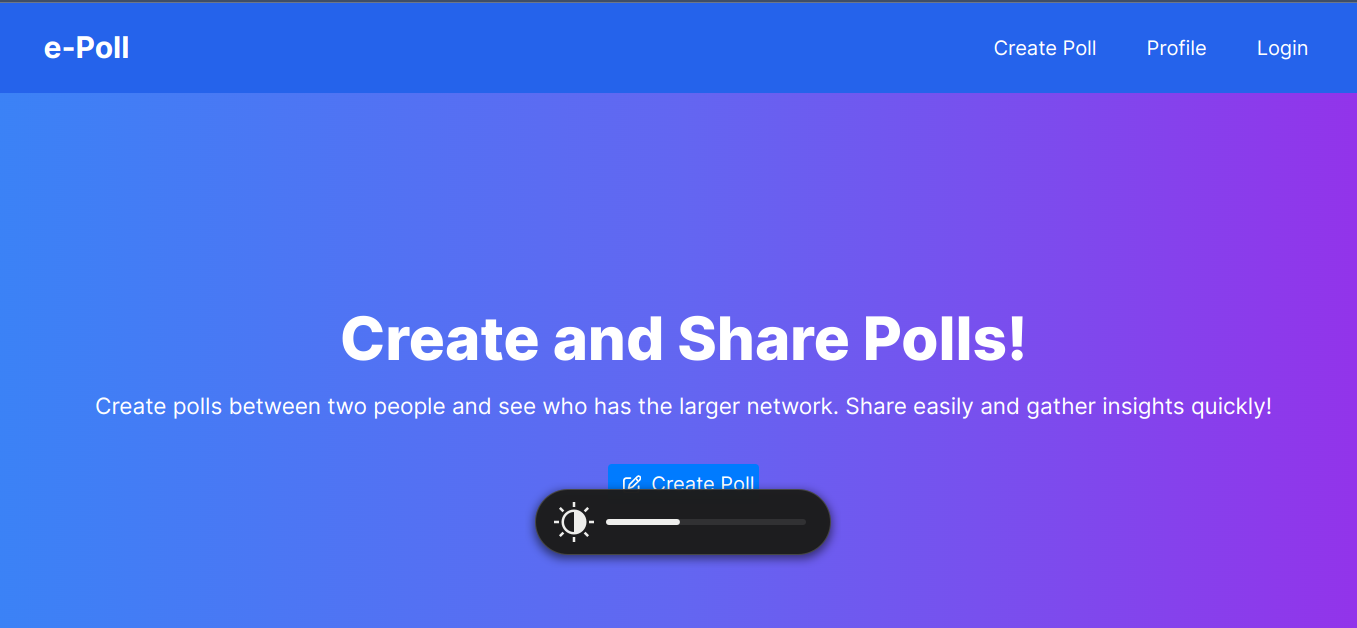 e-Poll
Create Poll Profile Login
Create and Share Polls!
Create polls between two people and see who has the larger network. Share easily and gather insights quickly!
Create Poll